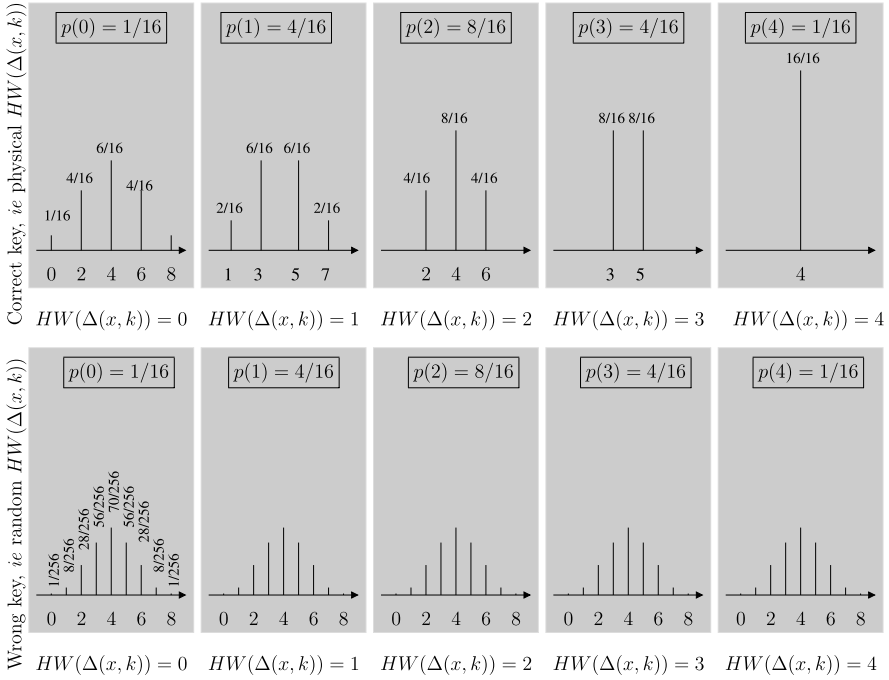 Correct key, ie physical HW(Δ(x, k))
p(0) = 1/16
1/16
4/16
6/16
4/16
0 2 4 6 8
HW(Δ(x, k)) = 0
p(1) = 4/16
2/16
6/16
6/16
2/16
1 3 5 7
HW(Δ(x, k)) = 1
p(2) = 8/16
4/16
8/16
4/16
2 4 6
HW(Δ(x, k)) = 2
p(3) = 4/16
8/16 8/16
3 5
HW(Δ(x, k)) = 3
p(4) = 1/16
16/16
4
HW(Δ(x, k)) = 4
Wrong key, ie random HW(Δ(x, k))
p(0) = 1/16
1/256
8/256
28/256
56/256
70/256
56/256
28/256
8/256
1/256
0 2 4 6 8
HW(Δ(x, k)) = 0
p(1) = 4/16
0 2 4 6 8
HW(Δ(x, k)) = 1
p(2) = 8/16
0 2 4 6 8
HW(Δ(x, k)) = 2
p(3) = 4/16
0 2 4 6 8
HW(Δ(x, k)) = 3
p(4) = 1/16
0 2 4 6 8
HW(Δ(x, k)) = 4